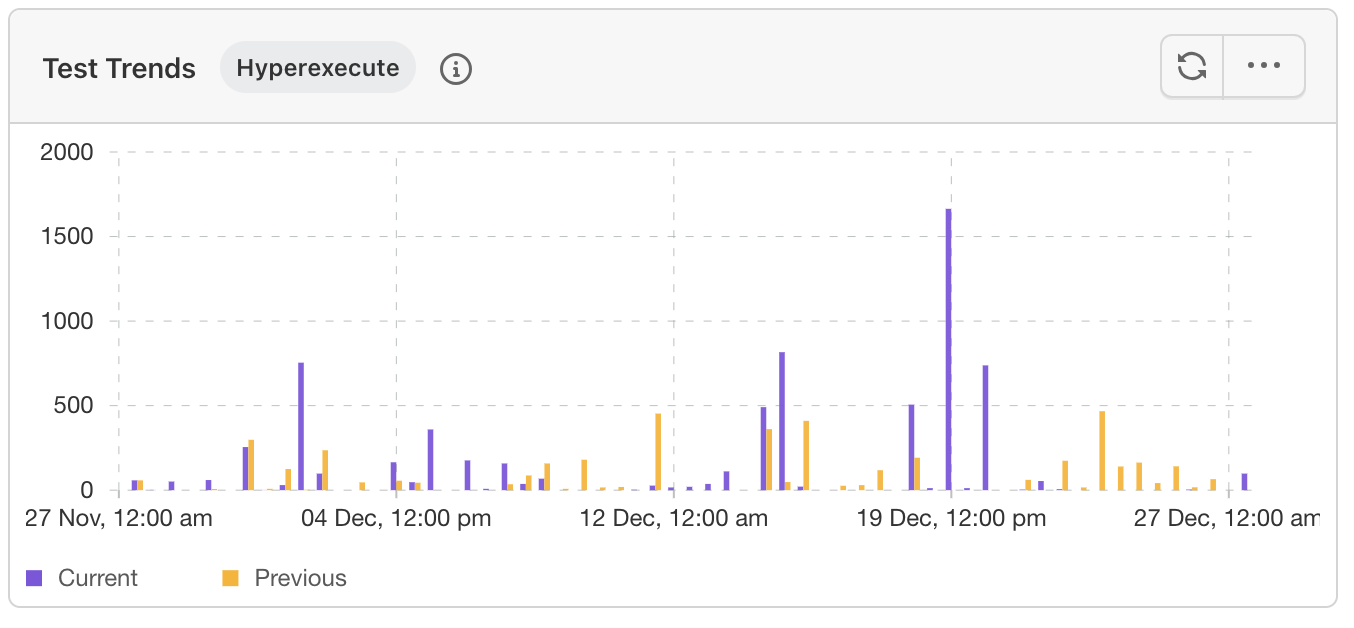 Test Trends Hyperexecute
2000
1500
1000
500
0
27 Nov, 12:00 am 04 Dec, 12:00 pm 12 Dec, 12:00 am 19 Dec, 12:00 pm 27 Dec, 12:00 am
Current Previous